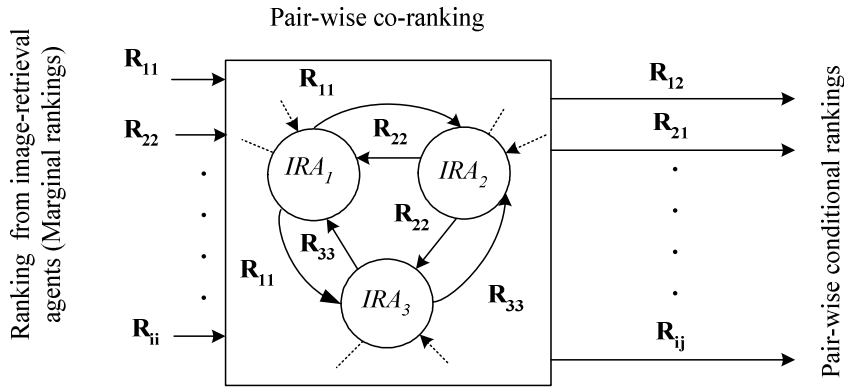 Pair-wise co-ranking
Ranking from image-retrieval
agents (Marginal rankings)
R11
R22
Rii
R11
R22
IRA1
IRA2
R22
R33
R11
IRA3
R33
R12
R21
Rij
Pair-wise conditional rankings